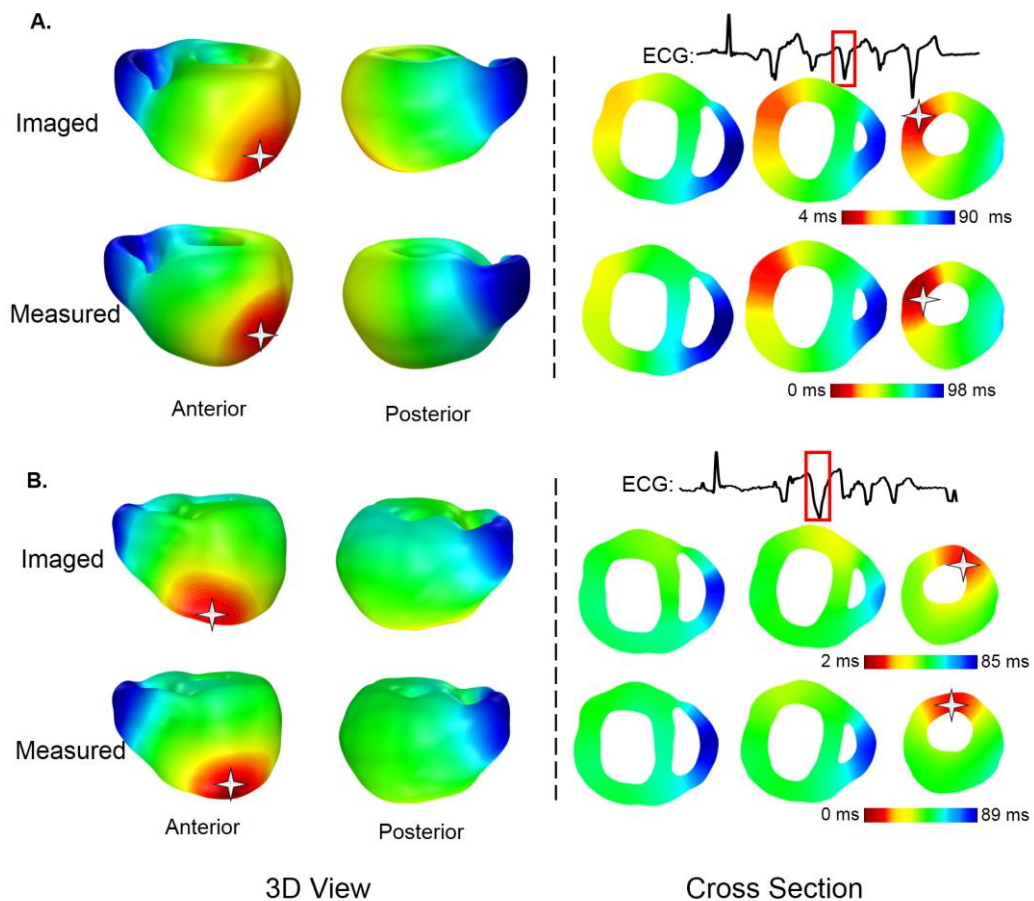 A.
ECG:
Imaged
4 ms 90 ms
Measured
0 ms 98 ms
Anterior Posterior
B.
ECG:
Imaged
2 ms 85 ms
Measured
0 ms 89 ms
Anterior Posterior
3D View Cross Section